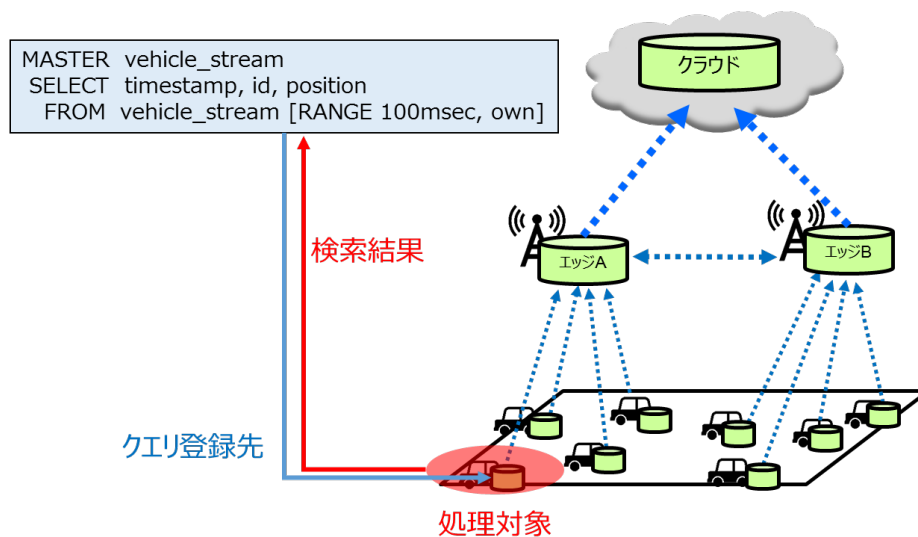 MASTER vehicle_stream
SELECT timestamp, id, position
FROM vehicle_stream [RANGE 100msec, own]
クラウド
エッジA
エッジB
検索結果
クエリ登録先
処理対象